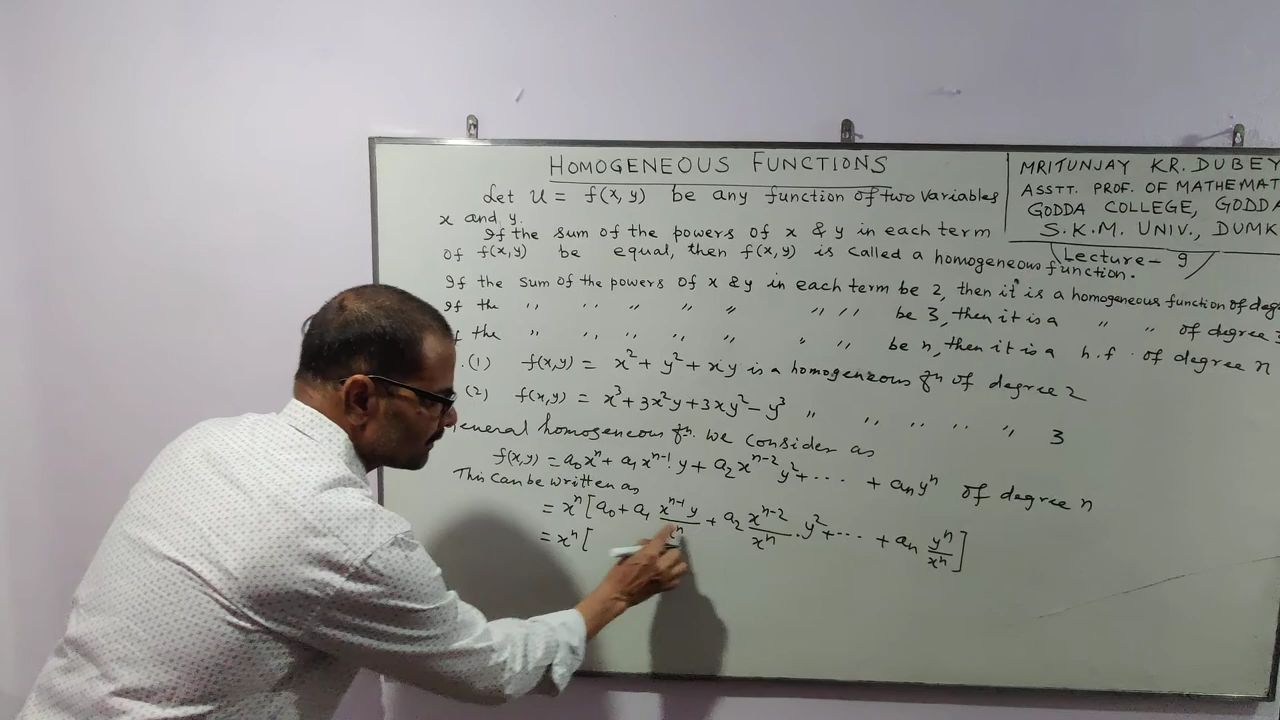 HOMOGENEOUS FUNCTIONS
Let U = f(x, y) be any function of two variables
x and y.
If the sum of the powers of x & y in each term
of f(x,y) be equal, then f(x,y) is called a homogeneous function.
MRITUNJAY KR. DUBEY
ASSTT. PROF. OF MATHEMAT
GODDA COLLEGE, GODDA
S.K.M. UNIV., DUMK
Lecture - 9
If the sum of the powers of x & y in each term be 2, then it is a homogeneous function of deg
If the ,, ,, ,, ,, ,, ,, ,, be 3, then it is a ,, ,, of degree 3
f the ,, ,, ,, ,, ,, ,, ,, be n, then it is a h.f. of degree n
.(1) f(x,y) = x² + y² + xy is a homogeneous fⁿ of degree 2
(2) f(x,y) = x³ + 3x²y + 3xy² - y³ ,, ,, ,, ,, ,, 3
eneral homogeneous fⁿ. we consider as
f(x,y) = a₀xⁿ + a₁xⁿ⁻¹y + a₂xⁿ⁻²y² + ... + aₙyⁿ of degree n
This can be written as
= xⁿ [a₀ + a₁ xⁿ⁻¹y/xⁿ + a₂ xⁿ⁻²/xⁿ . y² + ... + aₙ yⁿ/xⁿ]
= xⁿ [